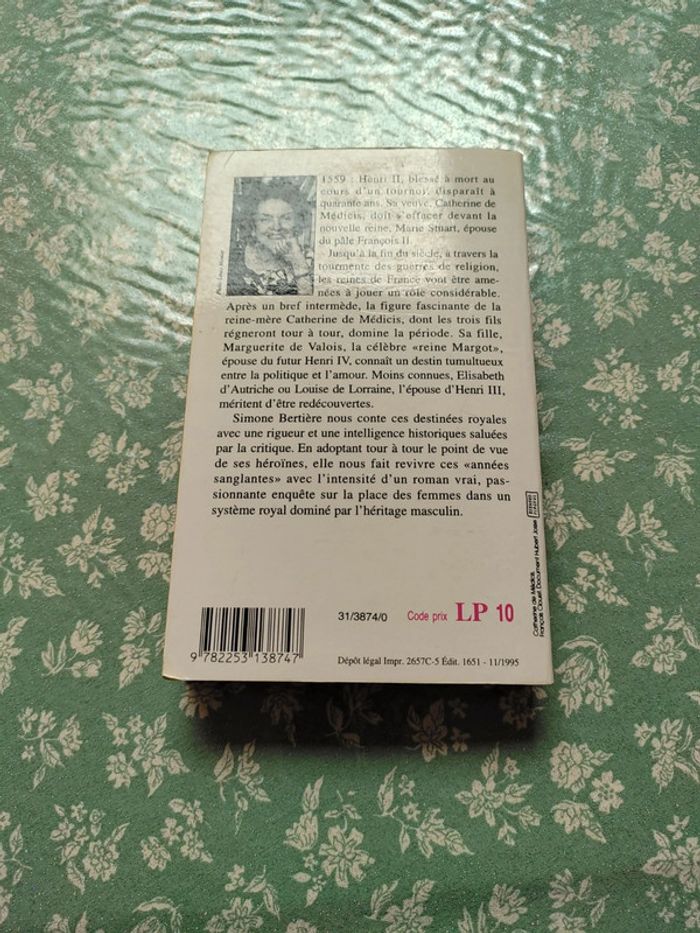 1559 : Henri II, blessé à mort au
cours d'un tournoi, disparaît à
quarante ans. Sa veuve, Catherine de
Médicis, doit s'effacer devant la
nouvelle reine, Marie Stuart, épouse
du pâle François II.
Jusqu'à la fin du siècle, à travers la
tourmente des guerres de religion,
les reines de France vont être ame-
nées à jouer un rôle considérable.
Après un bref intermède, la figure fascinante de la
reine-mère Catherine de Médicis, dont les trois fils
régneront tour à tour, domine la période. Sa fille,
Marguerite de Valois, la célèbre «reine Margot»,
épouse du futur Henri IV, connaît un destin tumultueux
entre la politique et l'amour. Moins connues, Elisabeth
d'Autriche ou Louise de Lorraine, l'épouse d'Henri III,
méritent d'être redécouvertes.
Simone Bertière nous conte ces destinées royales
avec une rigueur et une intelligence historiques saluées
par la critique. En adoptant tour à tour le point de vue
de ses héroïnes, elle nous fait revivre ces «années
sanglantes» avec l'intensité d'un roman vrai, pas-
sionnante enquête sur la place des femmes dans un
système royal dominé par l'héritage masculin.
Catherine de Médicis,
François Clouet. Document Hubert Josse
31/3874/0
Code prix LP 10
9 782253 138747
Dépôt légal Impr. 2657C-5 Édit. 1651 - 11/1995